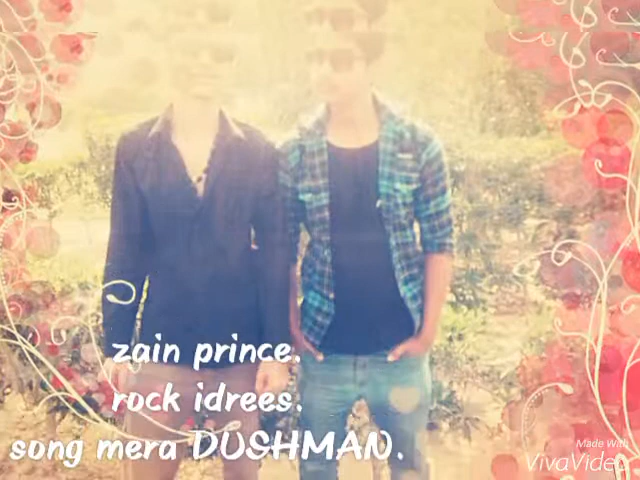 zain prince.
rock idrees.
song mera DUSHMAN.
Made With
VivaVideo